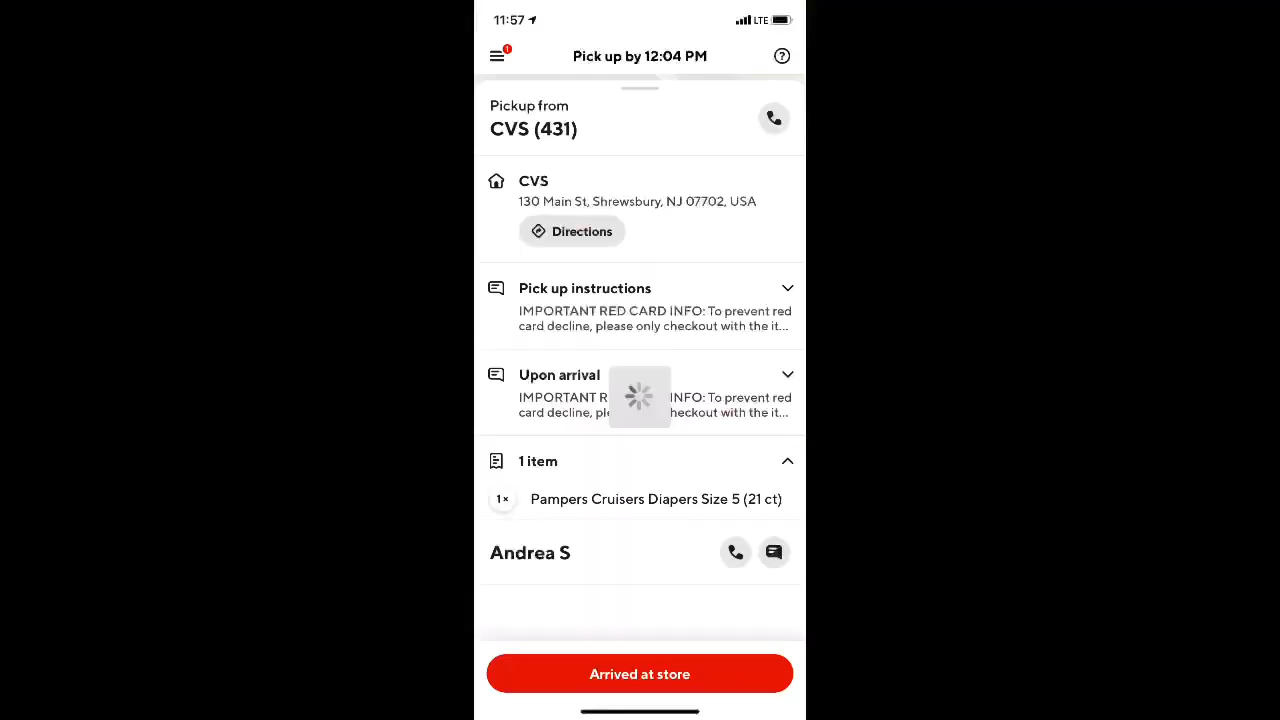 11:57
LTE
1
Pick up by 12:04 PM
?
Pickup from
CVS (431)
CVS
130 Main St, Shrewsbury, NJ 07702, USA
Directions
Pick up instructions
IMPORTANT RED CARD INFO: To prevent red
card decline, please only checkout with the it...
Upon arrival
IMPORTANT R INFO: To prevent red
card decline, checkout with the it...
1 item
1× Pampers Cruisers Diapers Size 5 (21 ct)
Andrea S
Arrived at store